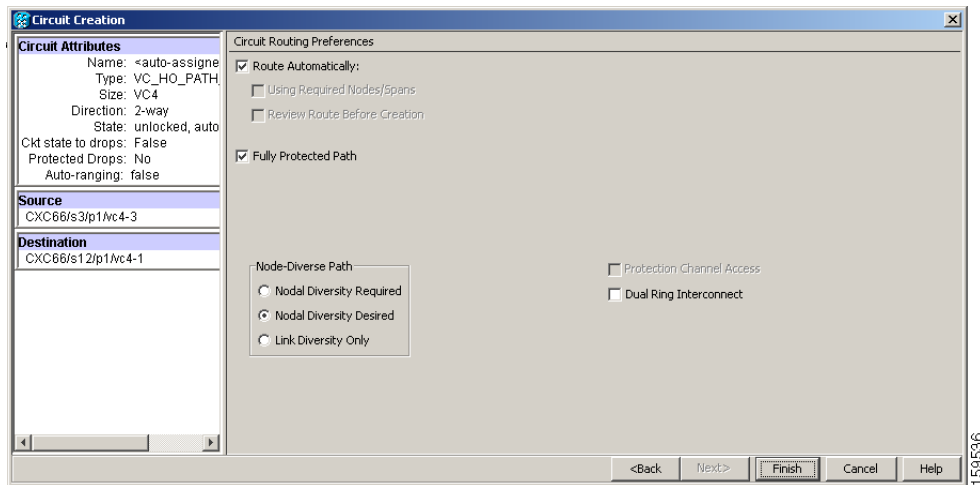 Circuit Creation
Circuit Attributes
Name: <auto-assigne
Type: VC_HO_PATH_
Size: VC4
Direction: 2-way
State: unlocked, auto
Ckt state to drops: False
Protected Drops: No
Auto-ranging: false
Source
CXC66/s3/p1/vc4-3
Destination
CXC66/s12/p1/vc4-1
Circuit Routing Preferences
Route Automatically:
Using Required Nodes/Spans
Review Route Before Creation
Fully Protected Path
Node-Diverse Path
Nodal Diversity Required
Nodal Diversity Desired
Link Diversity Only
Protection Channel Access
Dual Ring Interconnect
<Back Next> Finish Cancel Help
159536